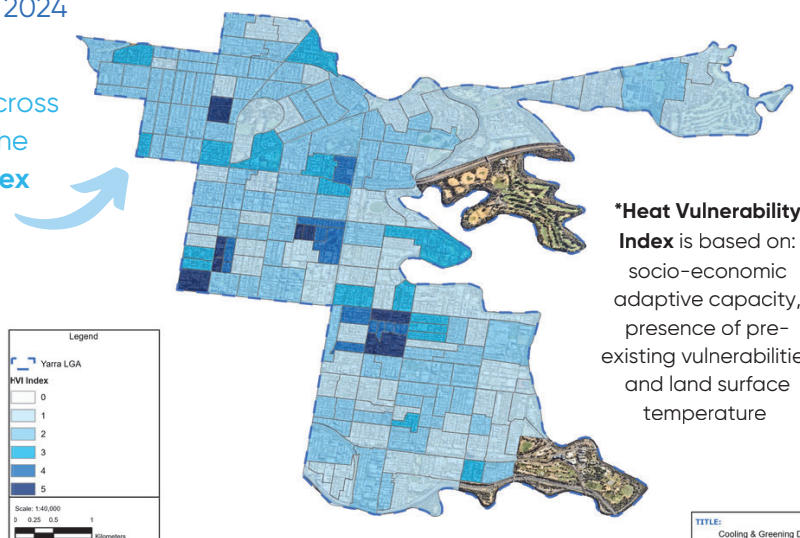 2024
cross
he
ex
*Heat Vulnerability
Index is based on:
socio-economic
adaptive capacity,
presence of pre-
existing vulnerabilitie
and land surface
temperature
Legend
Yarra LGA
HVI Index
0
1
2
3
4
5
Scale: 1:40,000
0 0.25 0.5 1
Kilometers
TITLE:
Cooling & Greening D